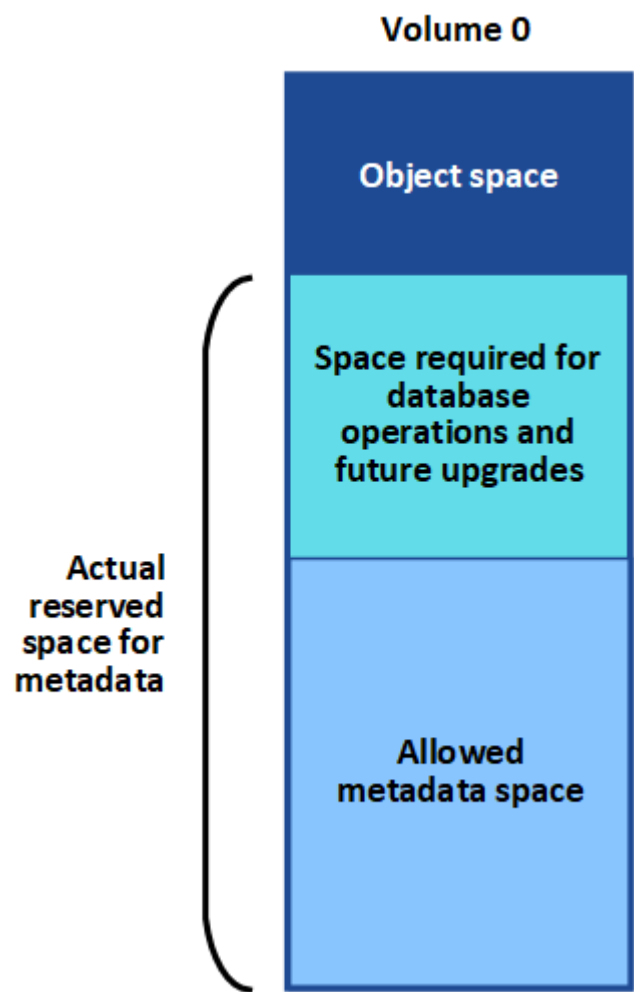 Volume 0
Object space
Space required for
database
operations and
future upgrades
Actual
reserved
space for
metadata
Allowed
metadata space